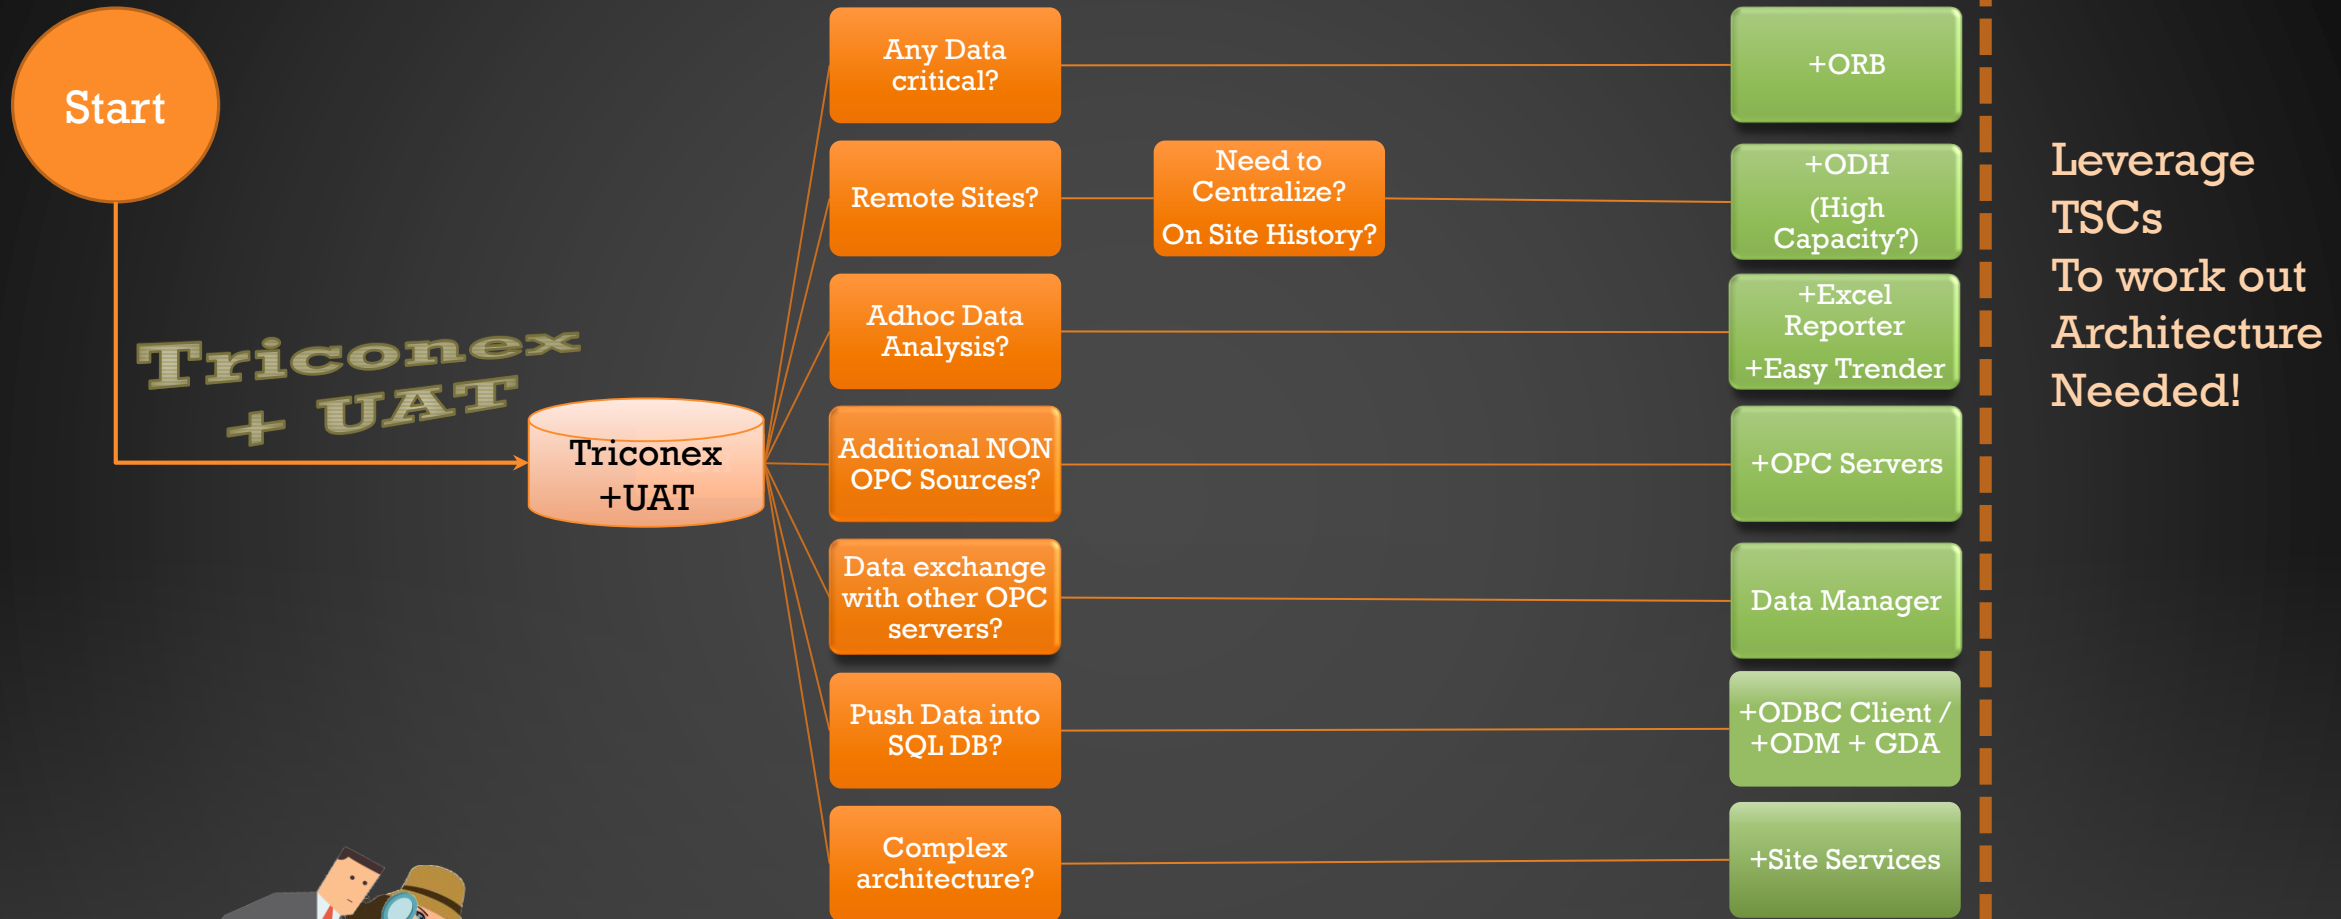 Start
Triconex
+ UAT
Triconex
+UAT
Any Data
critical?
+ORB
Remote Sites?
Need to
Centralize?
On Site History?
+ODH
(High
Capacity?)
Adhoc Data
Analysis?
+Excel
Reporter
+Easy Trender
Additional NON
OPC Sources?
+OPC Servers
Data exchange
with other OPC
servers?
Data Manager
Push Data into
SQL DB?
+ODBC Client /
+ODM + GDA
Complex
architecture?
+Site Services
Leverage
TSCs
To work out
Architecture
Needed!